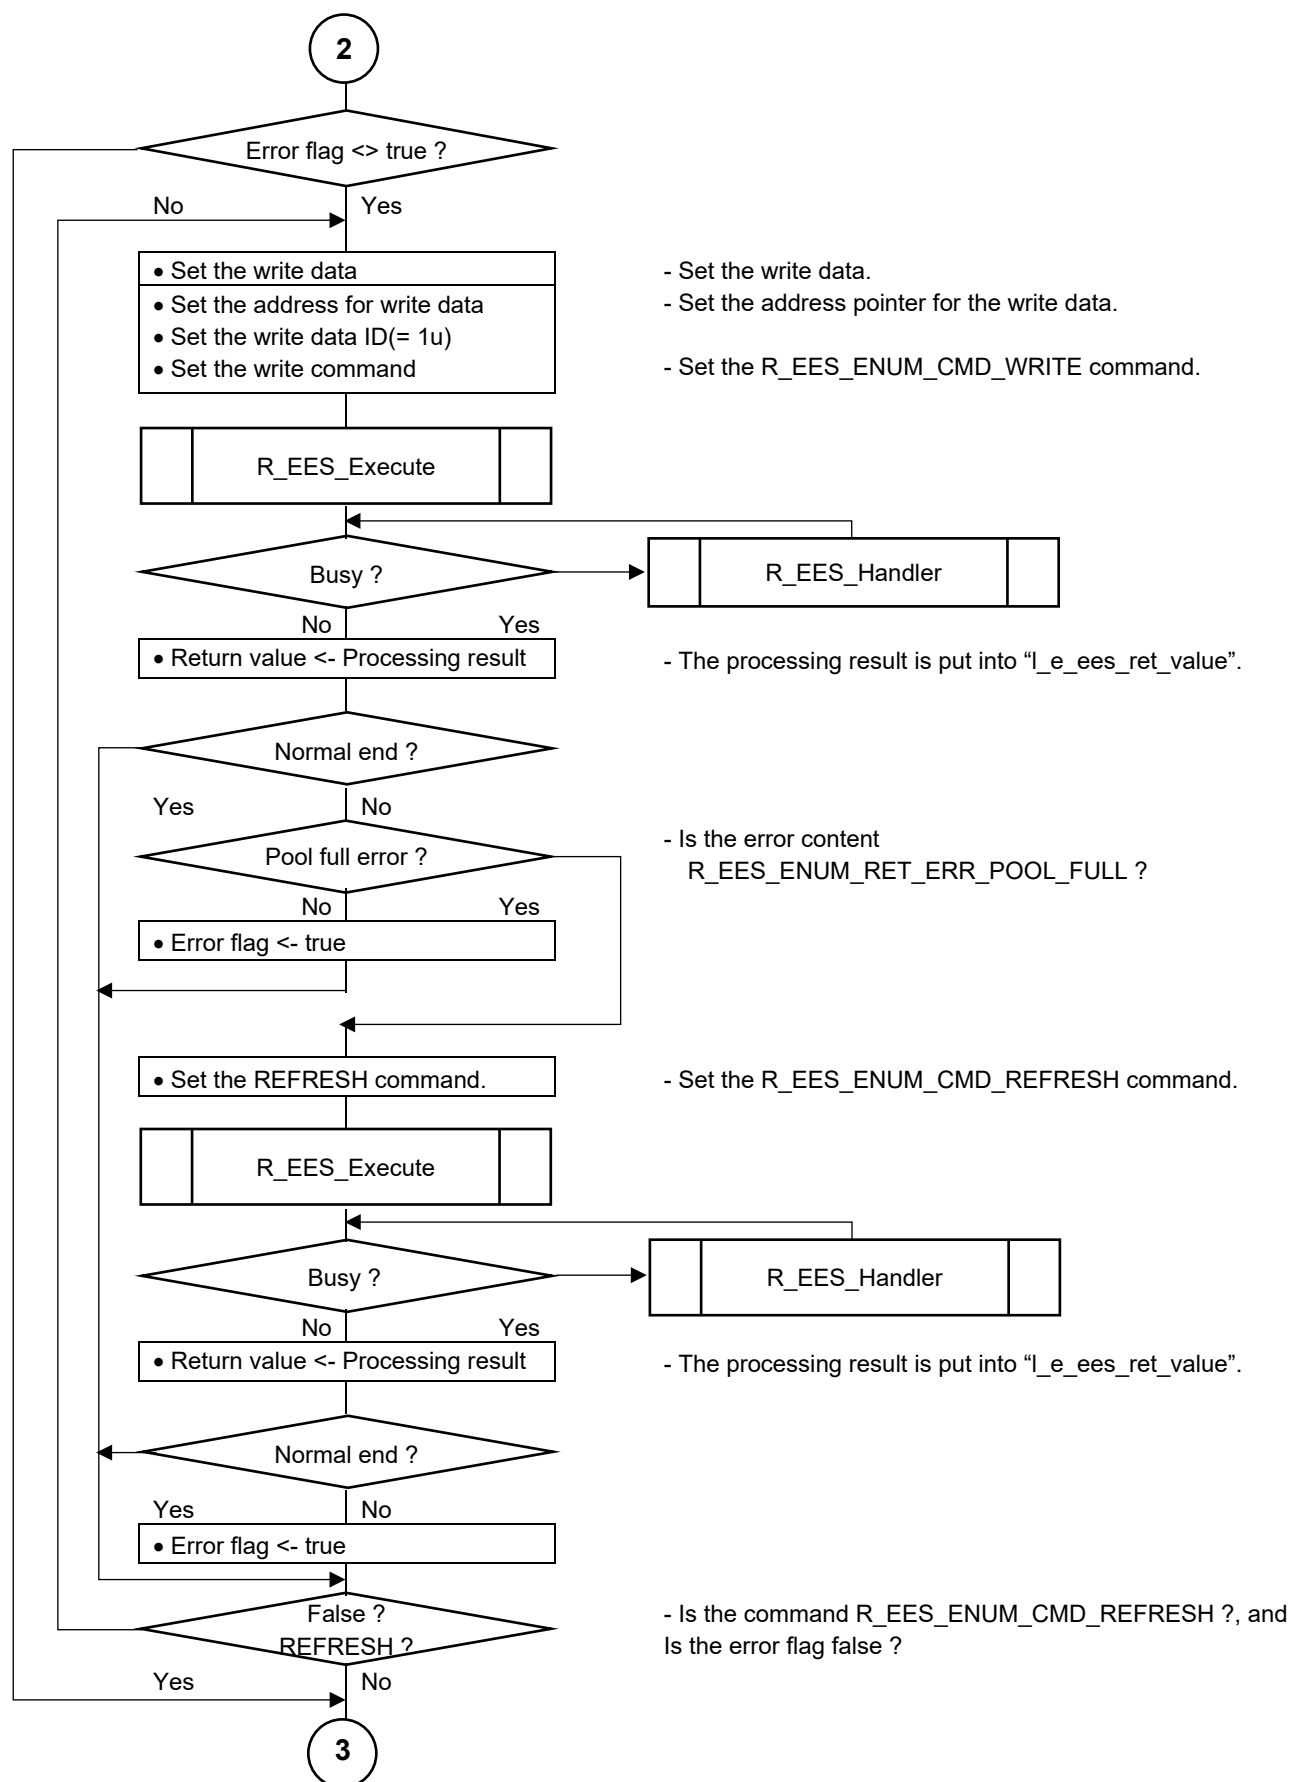 2
Error flag <> true ?
No
Yes
• Set the write data
- Set the write data.
• Set the address for write data
- Set the address pointer for the write data.
• Set the write data ID(= 1u)
• Set the write command
- Set the R_EES_ENUM_CMD_WRITE command.
R_EES_Execute
Busy ?
R_EES_Handler
No
Yes
• Return value <- Processing result
- The processing result is put into “l_e_ees_ret_value”.
Normal end ?
Yes
No
Pool full error ?
- Is the error content
R_EES_ENUM_RET_ERR_POOL_FULL ?
No
Yes
• Error flag <- true
• Set the REFRESH command.
- Set the R_EES_ENUM_CMD_REFRESH command.
R_EES_Execute
Busy ?
R_EES_Handler
No
Yes
• Return value <- Processing result
- The processing result is put into “l_e_ees_ret_value”.
Normal end ?
Yes
No
• Error flag <- true
False ?
REFRESH ?
- Is the command R_EES_ENUM_CMD_REFRESH ?, and
Is the error flag false ?
Yes
No
3